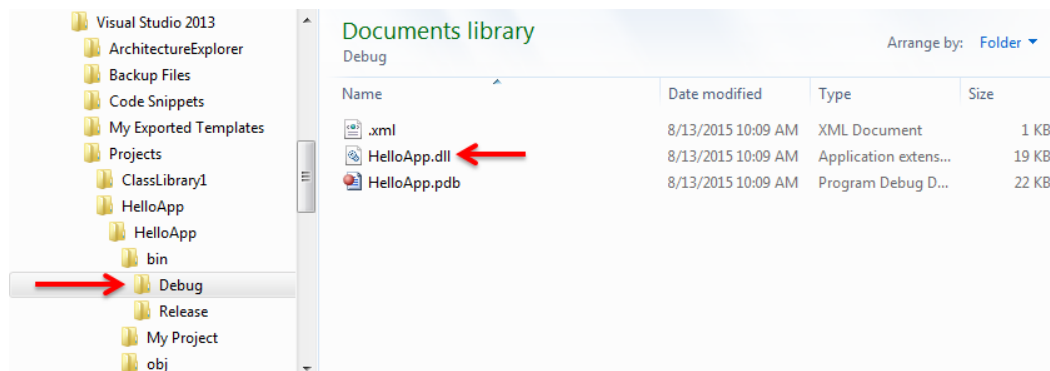 Visual Studio 2013
ArchitectureExplorer
Backup Files
Code Snippets
My Exported Templates
Projects
ClassLibrary1
HelloApp
HelloApp
bin
Debug
Release
My Project
obj
Documents library
Debug
Arrange by: Folder
Name Date modified Type Size
.xml 8/13/2015 10:09 AM XML Document 1 KB
HelloApp.dll 8/13/2015 10:09 AM Application extens... 19 KB
HelloApp.pdb 8/13/2015 10:09 AM Program Debug D... 22 KB